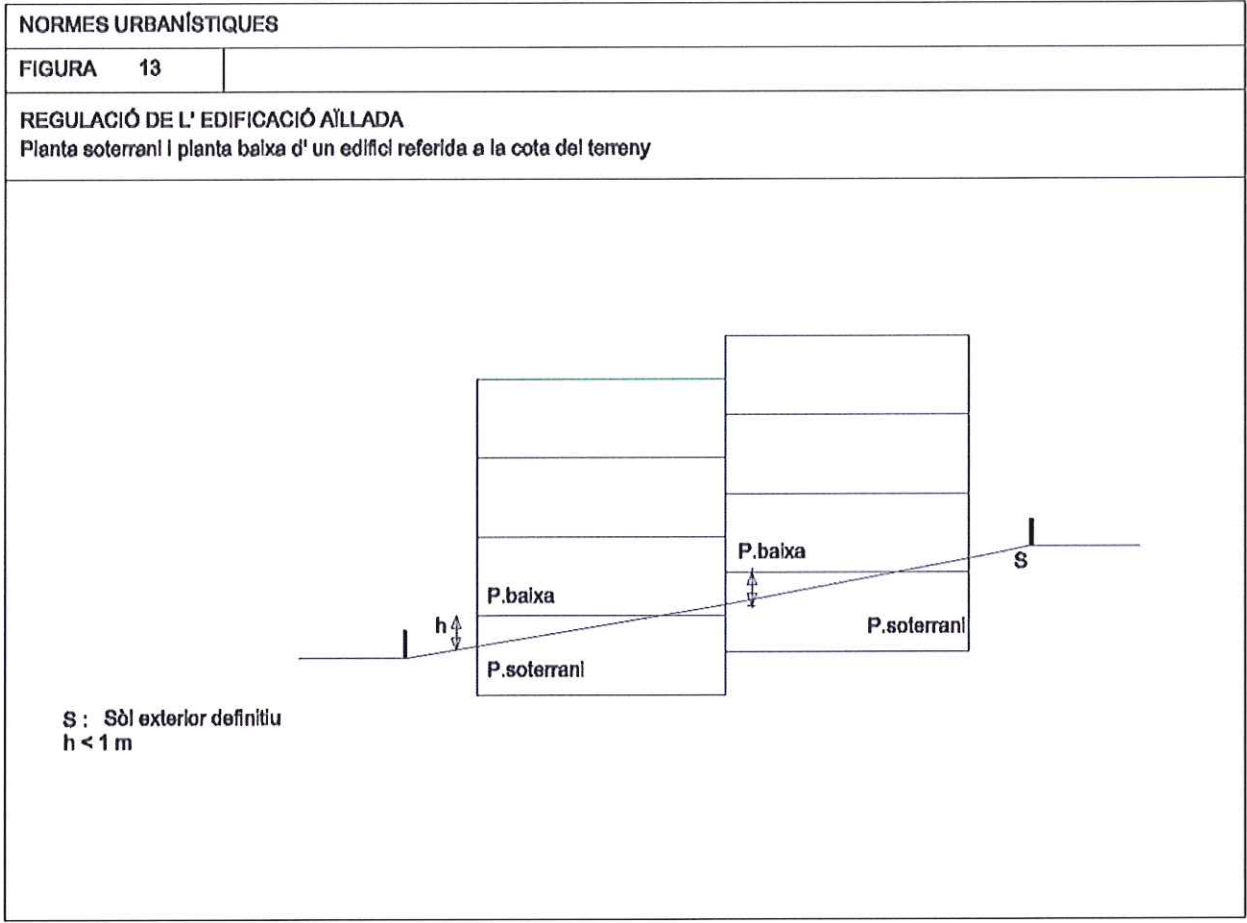 NORMES URBANÍSTIQUES
FIGURA 13
REGULACIÓ DE L' EDIFICACIÓ AÏLLADA
Planta soterrani i planta baixa d' un edifici referida a la cota del terreny
P.baixa
S
P.baixa
h
P.soterrani
P.soterrani
S : Sòl exterior definitiu
h < 1 m